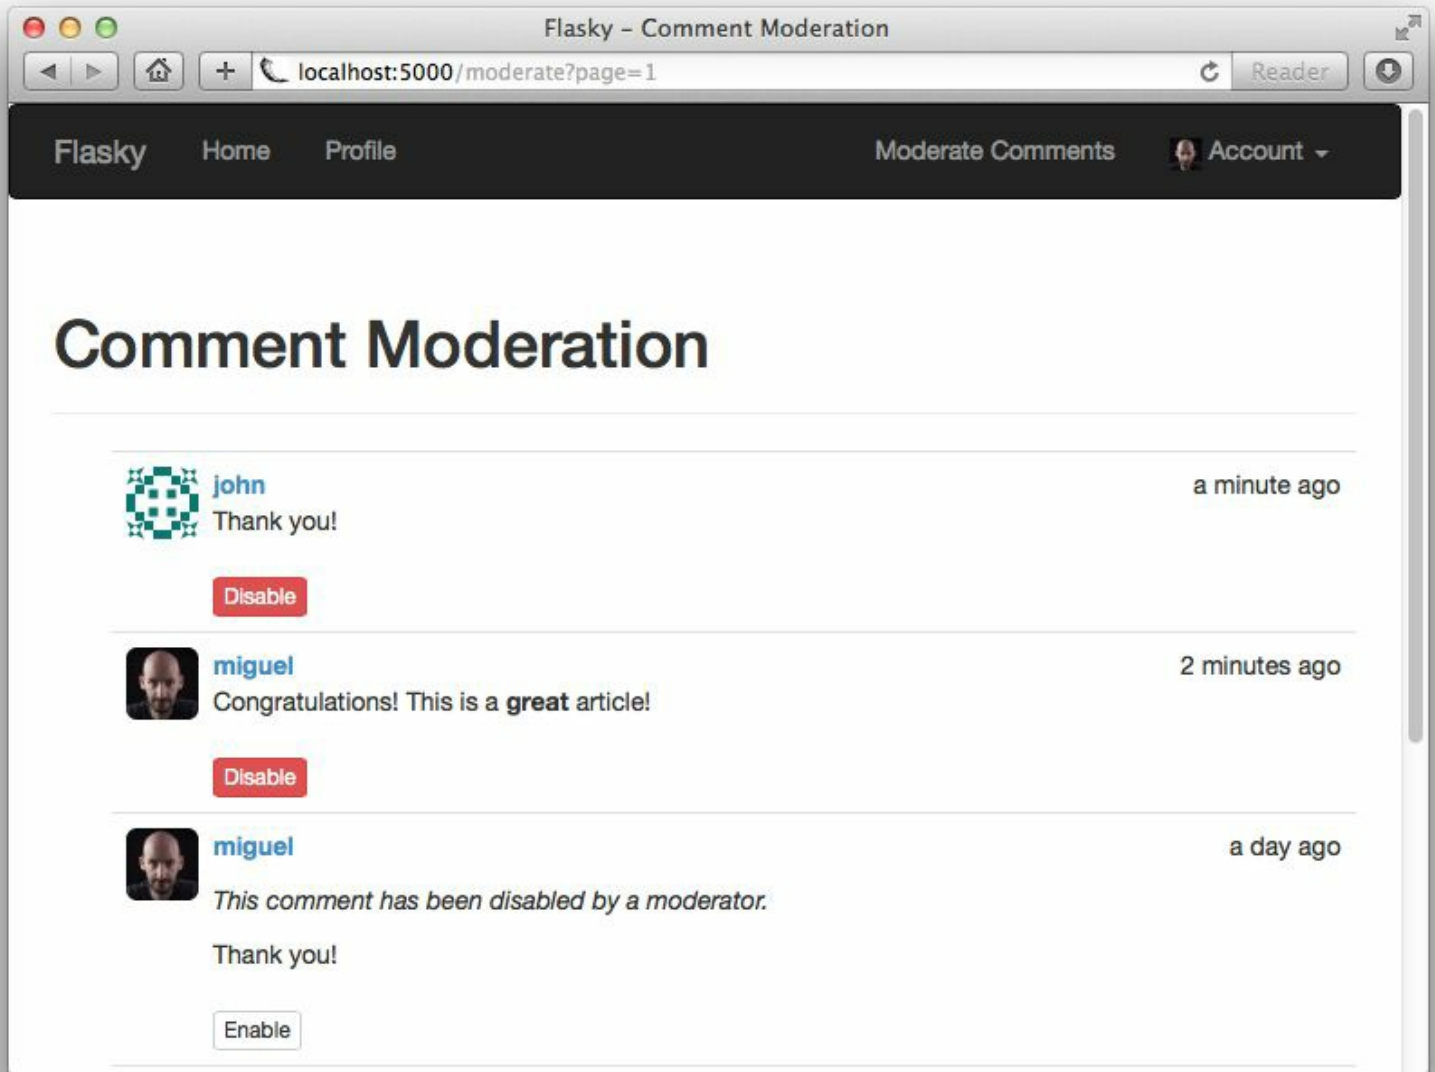 Flasky – Comment Moderation
localhost:5000/moderate?page=1
Reader
Flasky Home Profile Moderate Comments Account
Comment Moderation
john a minute ago
Thank you!
Disable
miguel 2 minutes ago
Congratulations! This is a great article!
Disable
miguel a day ago
This comment has been disabled by a moderator.
Thank you!
Enable